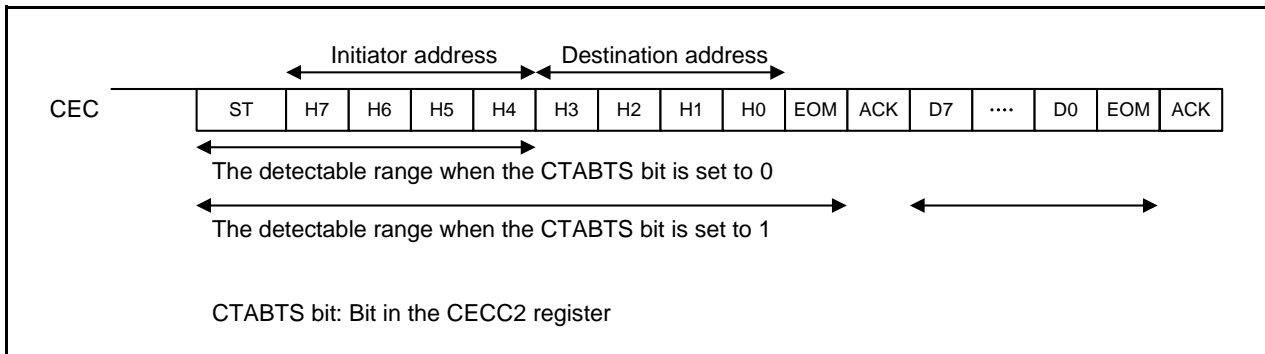 Initiator address Destination address
CEC ST H7 H6 H5 H4 H3 H2 H1 H0 EOM ACK D7 ···· D0 EOM ACK
The detectable range when the CTABTS bit is set to 0
The detectable range when the CTABTS bit is set to 1
CTABTS bit: Bit in the CECC2 register